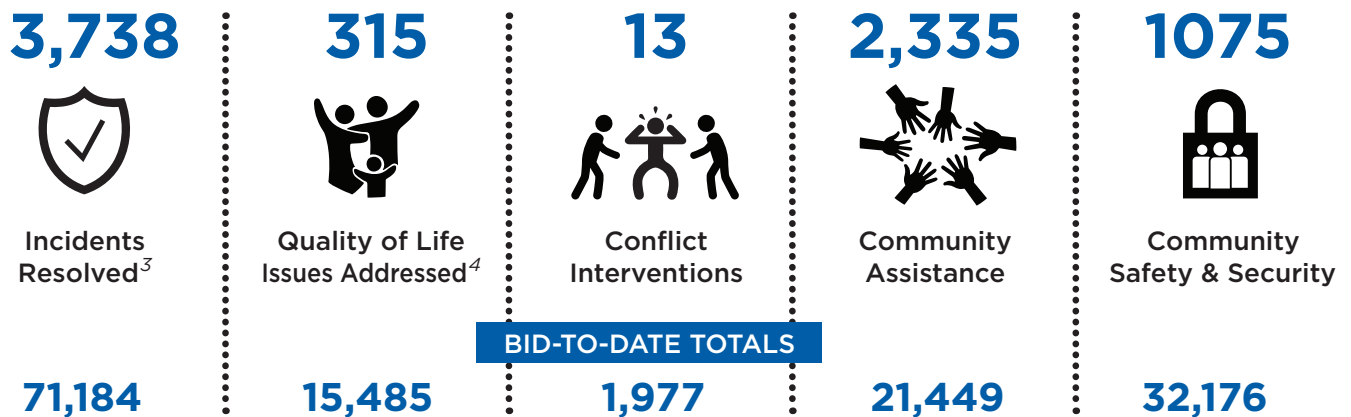 3,738 315 13 2,335 1075
Incidents Quality of Life Conflict Community Community
Resolved3 Issues Addressed4 Interventions Assistance Safety & Security
BID-TO-DATE TOTALS
71,184 15,485 1,977 21,449 32,176